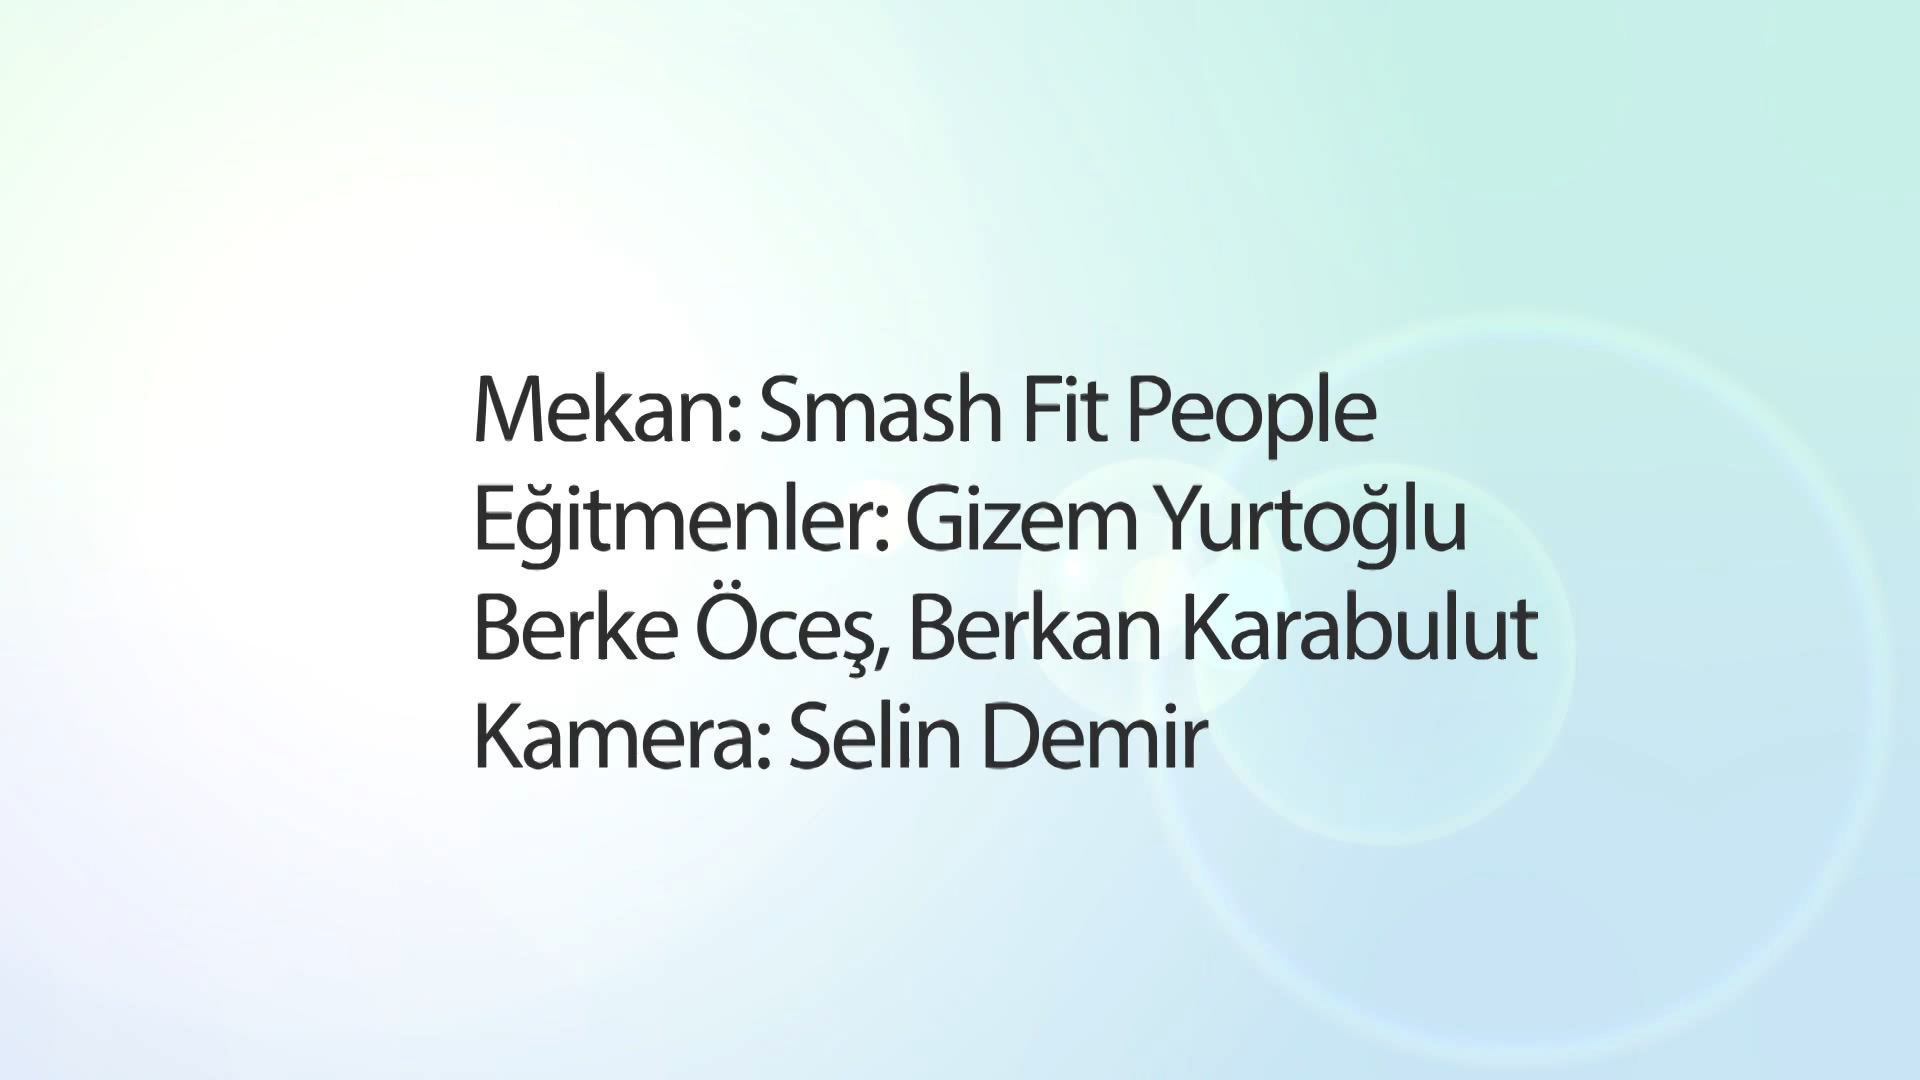 Mekan: Smash Fit People
Eğitmenler: Gizem Yurtoğlu
Berke Öceş, Berkan Karabulut
Kamera: Selin Demir